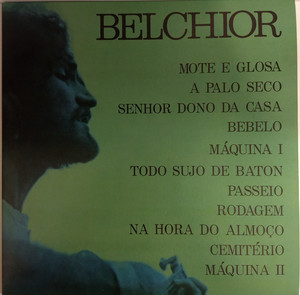 BELCHIOR
MOTE E GLOSA
A PALO SECO
SENHOR DONO DA CASA
BEBELO
MÁQUINA I
TODO SUJO DE BATON
PASSEIO
RODAGEM
NA HORA DO ALMOÇO
CEMITÉRIO
MÁQUINA II